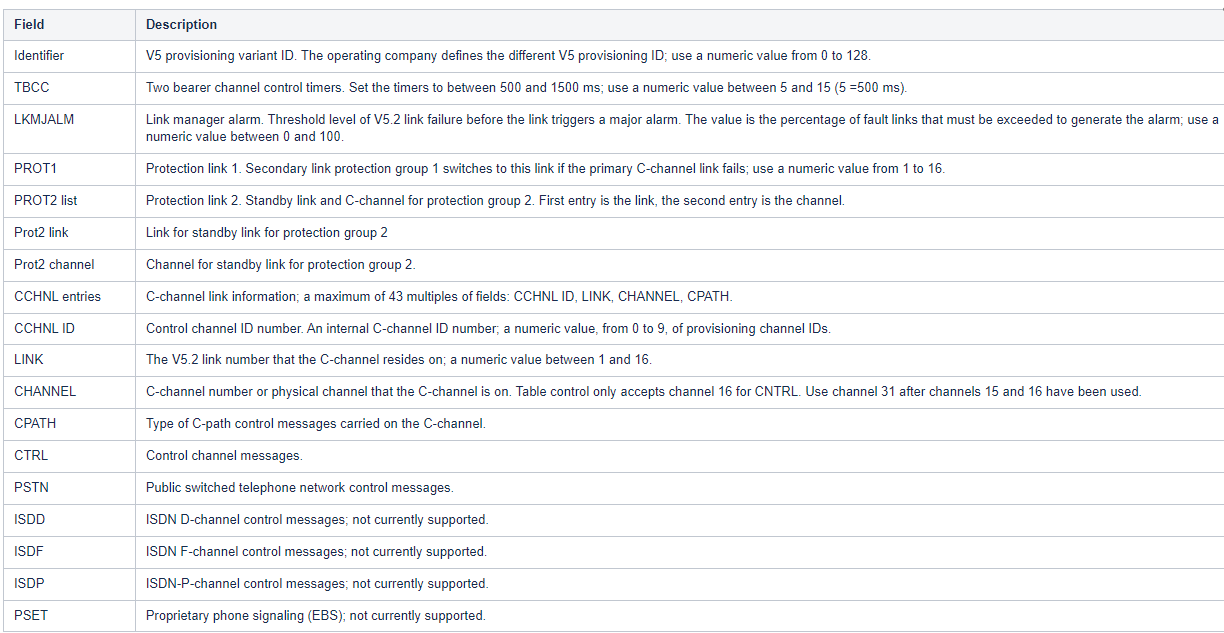 Field Description
Identifier V5 provisioning variant ID. The operating company defines the different V5 provisioning ID; use a numeric value from 0 to 128.
TBCC Two bearer channel control timers. Set the timers to between 500 and 1500 ms; use a numeric value between 5 and 15 (5 =500 ms).
LKMJALM Link manager alarm. Threshold level of V5.2 link failure before the link triggers a major alarm. The value is the percentage of fault links that must be exceeded to generate the alarm; use a
numeric value between 0 and 100.
PROT1 Protection link 1. Secondary link protection group 1 switches to this link if the primary C-channel link fails; use a numeric value from 1 to 16.
PROT2 list Protection link 2. Standby link and C-channel for protection group 2. First entry is the link, the second entry is the channel.
Prot2 link Link for standby link for protection group 2
Prot2 channel Channel for standby link for protection group 2.
CCHNL entries C-channel link information; a maximum of 43 multiples of fields: CCHNL ID, LINK, CHANNEL, CPATH.
CCHNL ID Control channel ID number. An internal C-channel ID number; a numeric value, from 0 to 9, of provisioning channel IDs.
LINK The V5.2 link number that the C-channel resides on; a numeric value between 1 and 16.
CHANNEL C-channel number or physical channel that the C-channel is on. Table control only accepts channel 16 for CNTRL. Use channel 31 after channels 15 and 16 have been used.
CPATH Type of C-path control messages carried on the C-channel.
CTRL Control channel messages.
PSTN Public switched telephone network control messages.
ISDD ISDN D-channel control messages; not currently supported.
ISDF ISDN F-channel control messages; not currently supported.
ISDP ISDN-P-channel control messages; not currently supported.
PSET Proprietary phone signaling (EBS); not currently supported.